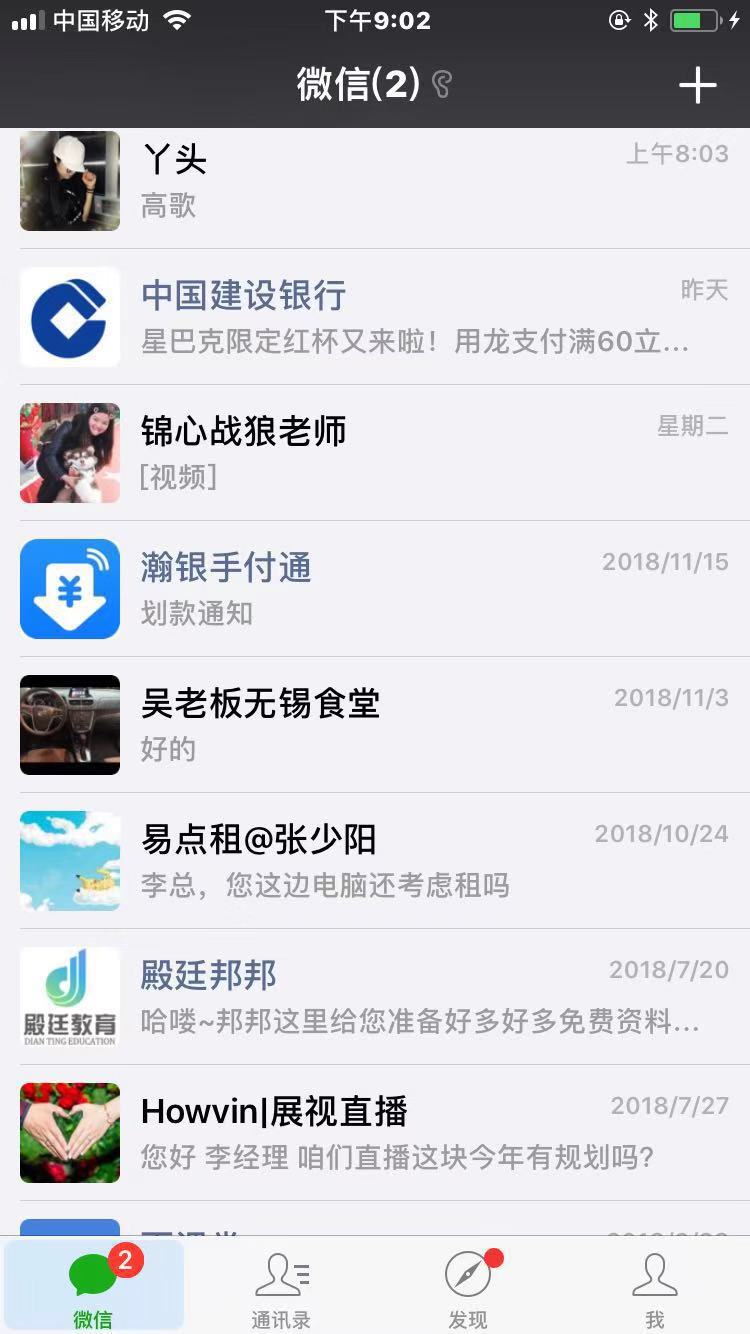 中国移动 下午9:02
微信(2)
丫头 上午8:03
高歌
中国建设银行 昨天
星巴克限定红杯又来啦！用龙支付满60立...
锦心战狼老师 星期二
[视频]
瀚银手付通 2018/11/15
¥
划款通知
吴老板无锡食堂 2018/11/3
好的
易点租@张少阳 2018/10/24
李总，您这边电脑还考虑租吗
殿廷邦邦 2018/7/20
殿廷教育
DIAN TING EDUCATION
哈喽~邦邦这里给您准备好多好多免费资料...
Howvin|展视直播 2018/7/27
您好 李经理 咱们直播这块今年有规划吗?
2
微信 通讯录 发现 我